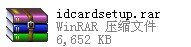 idcardsetup.rar
WinRAR 压缩文件
6,652 KB